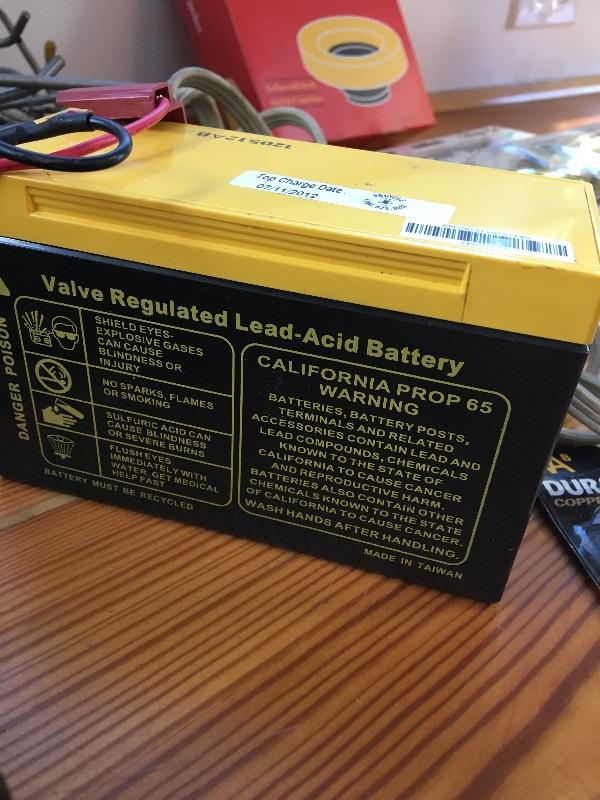 120512AB
Top Charge Date
07/11/2012
Valve Regulated Lead-Acid Battery
DANGER POISON
SHIELD EYES-
EXPLOSIVE GASES
CAN CAUSE
BLINDNESS OR
INJURY
NO SPARKS, FLAMES
OR SMOKING
SULFURIC ACID CAN
CAUSE BLINDNESS
OR SEVERE BURNS
FLUSH EYES
IMMEDIATELY WITH
WATER, GET MEDICAL
HELP FAST
BATTERY MUST BE RECYCLED
CALIFORNIA PROP 65
WARNING
BATTERIES, BATTERY POSTS,
TERMINALS AND RELATED
ACCESSORIES CONTAIN LEAD AND
LEAD COMPOUNDS, CHEMICALS
KNOWN TO THE STATE OF
CALIFORNIA TO CAUSE CANCER
AND REPRODUCTIVE HARM.
BATTERIES ALSO CONTAIN OTHER
CHEMICALS KNOWN TO THE STATE
OF CALIFORNIA TO CAUSE CANCER.
WASH HANDS AFTER HANDLING.
MADE IN TAIWAN
DUR
COPP